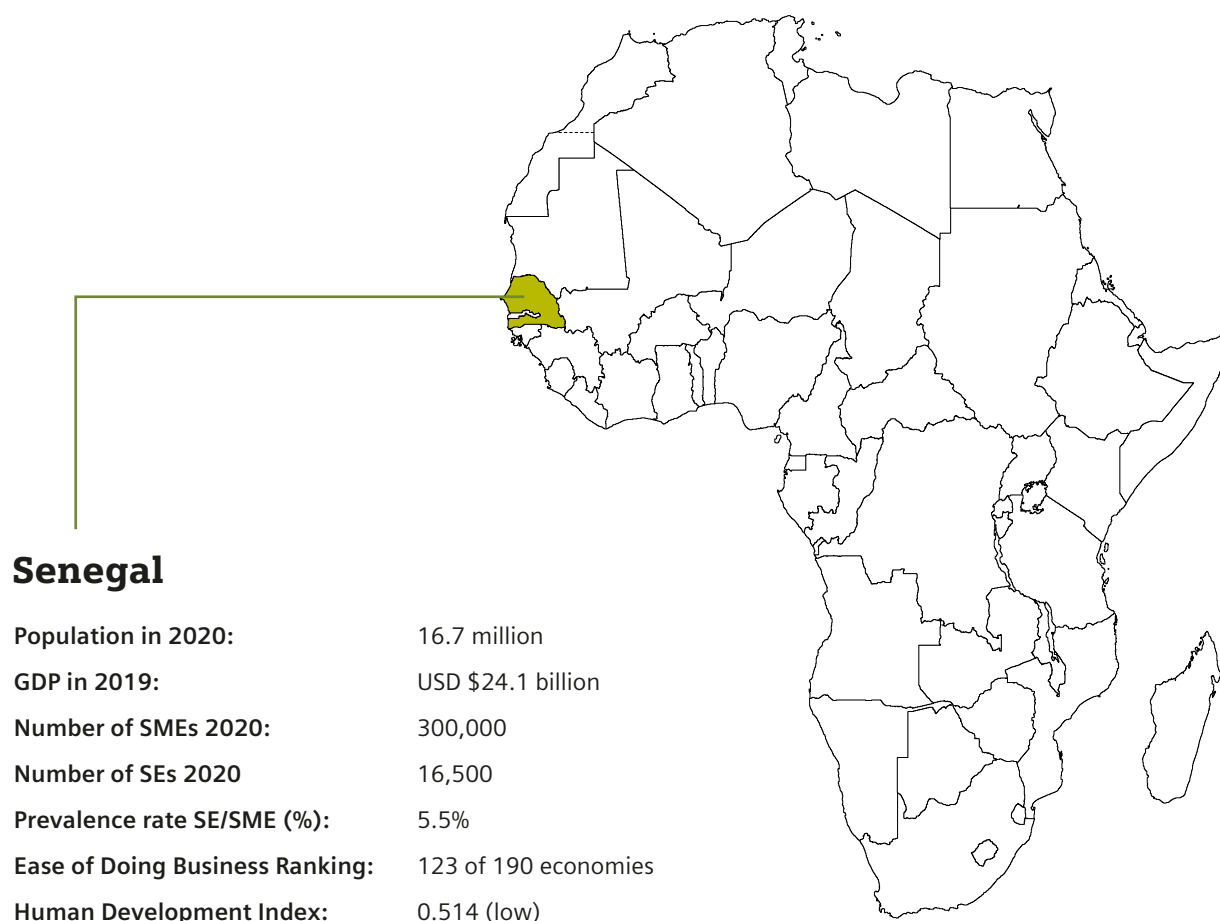 Senegal
Population in 2020: 16.7 million
GDP in 2019: USD $24.1 billion
Number of SMEs 2020: 300,000
Number of SEs 2020 16,500
Prevalence rate SE/SME (%): 5.5%
Ease of Doing Business Ranking: 123 of 190 economies
Human Development Index: 0.514 (low)